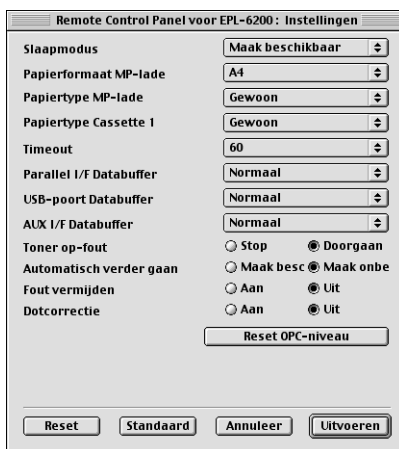 Remote Control Panel voor EPL-6200 : Instellingen
Slaapmodus Maak beschikbaar
Papierformaat MP-lade A4
Papiertype MP-lade Gewoon
Papiertype Cassette 1 Gewoon
Timeout 60
Parallel I/F Databuffer Normaal
USB-poort Databuffer Normaal
AUX I/F Databuffer Normaal
Toner op-fout Stop Doorgaan
Automatisch verder gaan Maak besc Maak onbe
Fout vermijden Aan Uit
Dotcorrectie Aan Uit
Reset OPC-niveau
Reset Standaard Annuleer Uitvoeren